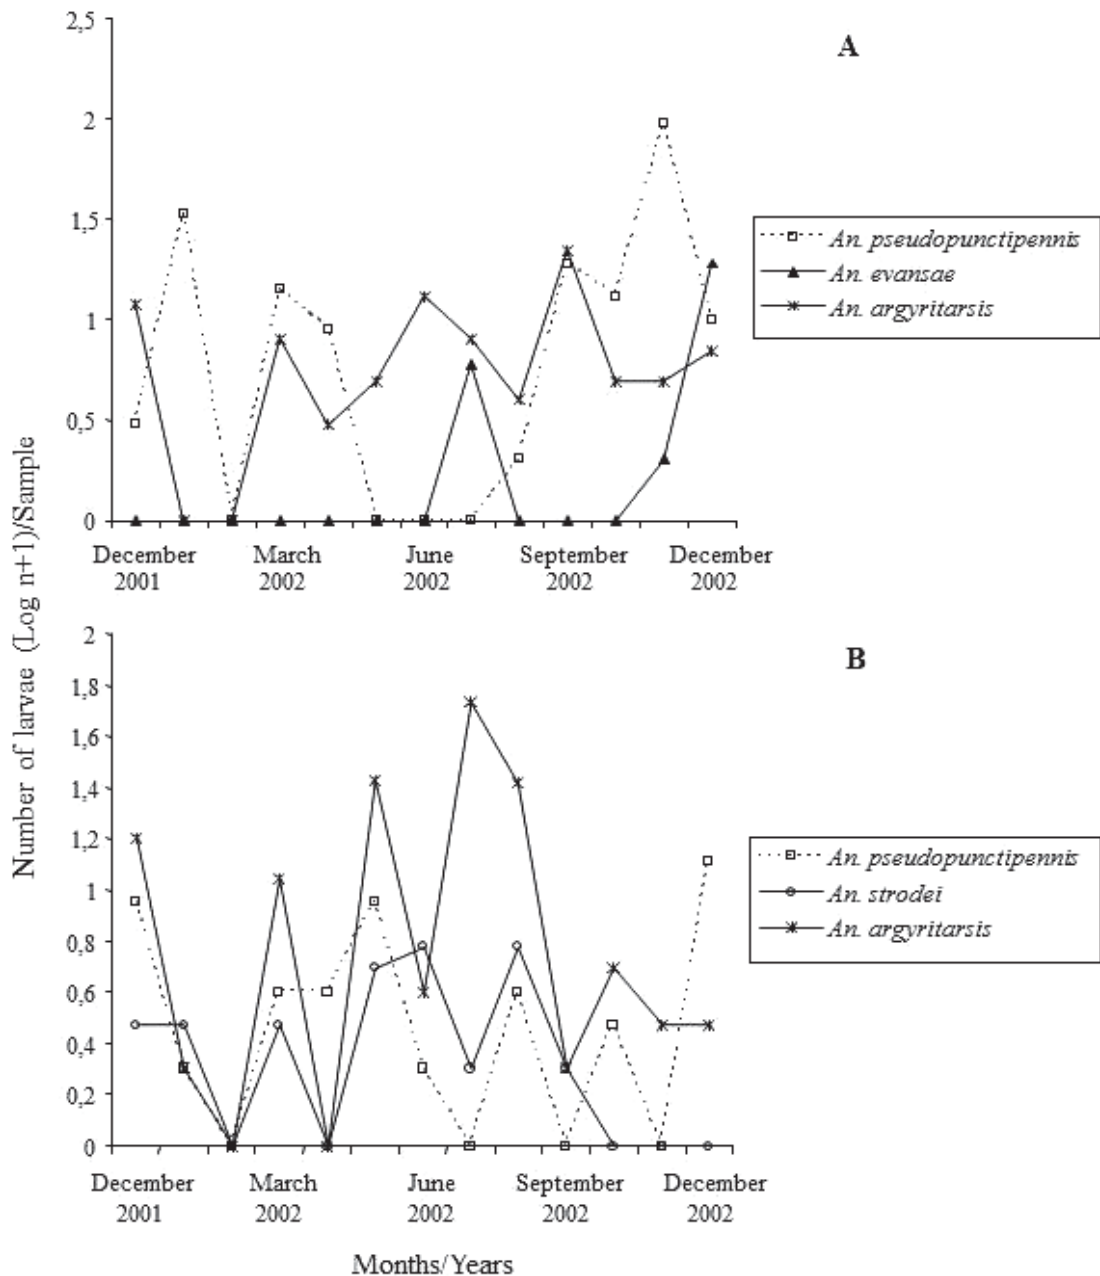 Number of larvae (Log n+1)/Sample
A
2,5
2
1,5
1
0,5
0
December March June September December
2001 2002 2002 2002 2002
An. pseudopunctipennis
An. evansae
An. argyritarsis
B
2
1,8
1,6
1,4
1,2
1
0,8
0,6
0,4
0,2
0
December March June September December
2001 2002 2002 2002 2002
An. pseudopunctipennis
An. strodei
An. argyritarsis
Months/Years